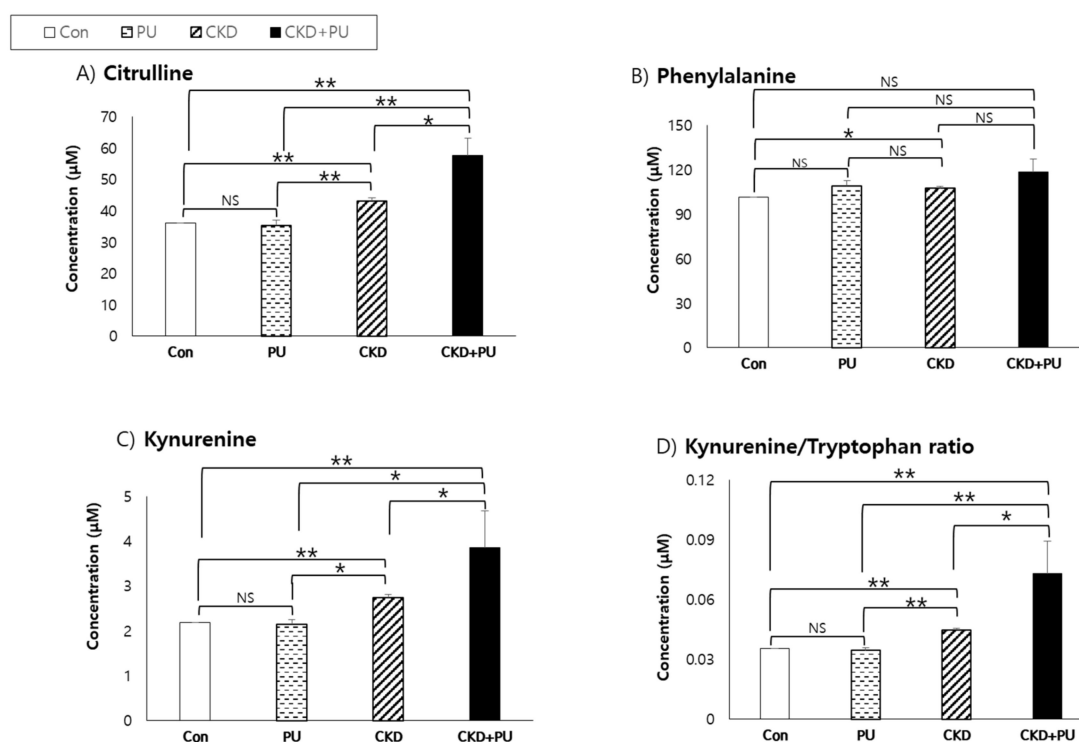 Con PU CKD CKD+PU
A) Citrulline
**
**
*
**
**
NS
Concentration (μM)
70
60
50
40
30
20
10
0
Con PU CKD CKD+PU
B) Phenylalanine
NS
NS
NS
*
NS
NS
Concentration (μM)
150
120
90
60
30
0
Con PU CKD CKD+PU
C) Kynurenine
**
*
*
**
*
NS
Concentration (μM)
5
4
3
2
1
0
Con PU CKD CKD+PU
D) Kynurenine/Tryptophan ratio
**
**
*
**
**
NS
Concentration (μM)
0.12
0.09
0.06
0.03
0
Con PU CKD CKD+PU